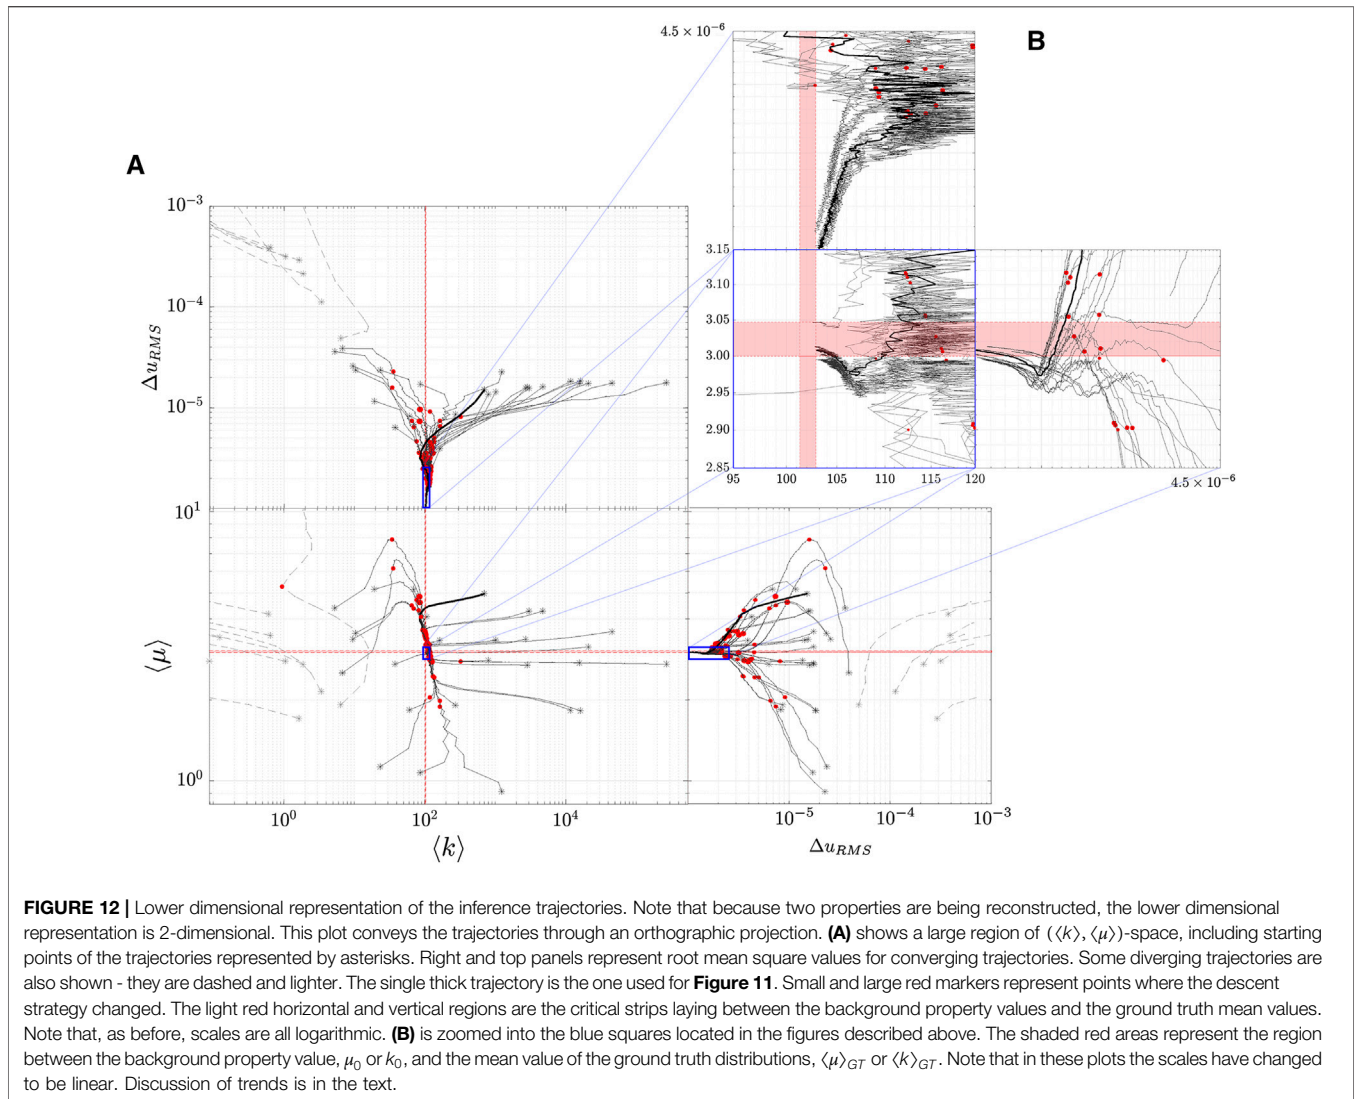 4.5 × 10⁻⁶
B
A
10⁻³
10⁻⁴
10⁻⁵
Δu_RMS
3.15
3.10
3.05
3.00
2.95
2.90
2.85
95
100
105
110
115
120
4.5 × 10⁻⁶
10¹
⟨μ⟩
10⁰
10⁰
10²
10⁴
⟨k⟩
10⁻⁵
10⁻⁴
10⁻³
Δu_RMS
FIGURE 12 | Lower dimensional representation of the inference trajectories. Note that because two properties are being reconstructed, the lower dimensional
representation is 2-dimensional. This plot conveys the trajectories through an orthographic projection. (A) shows a large region of (⟨k⟩, ⟨μ⟩)-space, including starting
points of the trajectories represented by asterisks. Right and top panels represent root mean square values for converging trajectories. Some diverging trajectories are
also shown - they are dashed and lighter. The single thick trajectory is the one used for Figure 11. Small and large red markers represent points where the descent
strategy changed. The light red horizontal and vertical regions are the critical strips laying between the background property values and the ground truth mean values.
Note that, as before, scales are all logarithmic. (B) is zoomed into the blue squares located in the figures described above. The shaded red areas represent the region
between the background property value, μ₀ or k₀, and the mean value of the ground truth distributions, ⟨μ⟩_GT or ⟨k⟩_GT. Note that in these plots the scales have changed
to be linear. Discussion of trends is in the text.